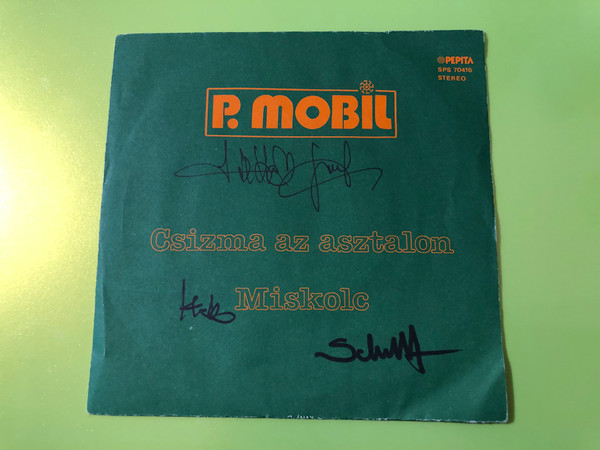 PEPITA
SPS 70416
STEREO
P. MOBIL
Csizma az asztalon
Miskolc